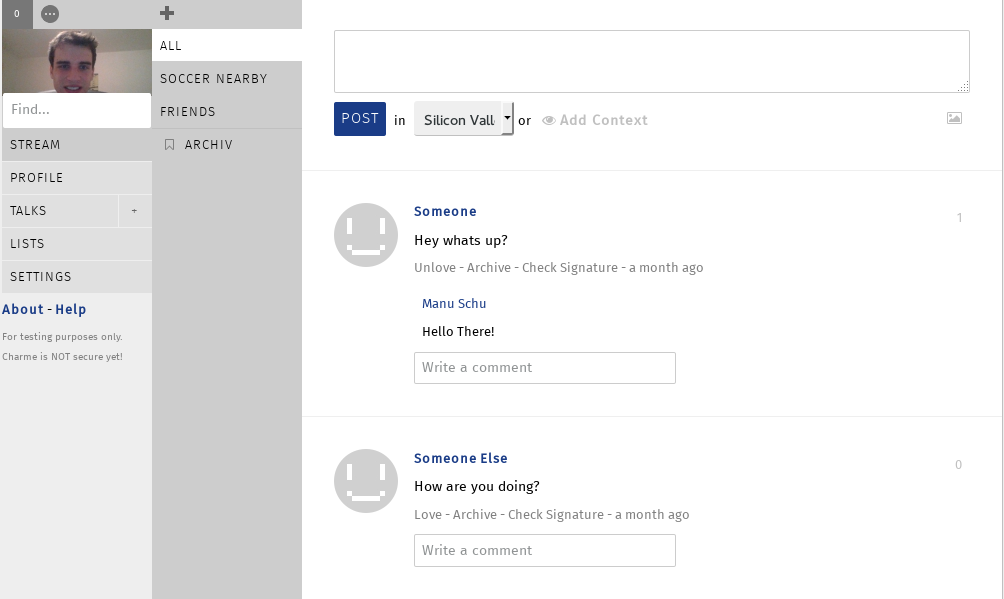 0
Find...
STREAM
PROFILE
TALKS +
LISTS
SETTINGS
About - Help
For testing purposes only.
Charme is NOT secure yet!
ALL
SOCCER NEARBY
FRIENDS
ARCHIV
POST in Silicon Vall or Add Context
Someone 1
Hey whats up?
Unlove - Archive - Check Signature - a month ago
Manu Schu
Hello There!
Write a comment
Someone Else 0
How are you doing?
Love - Archive - Check Signature - a month ago
Write a comment